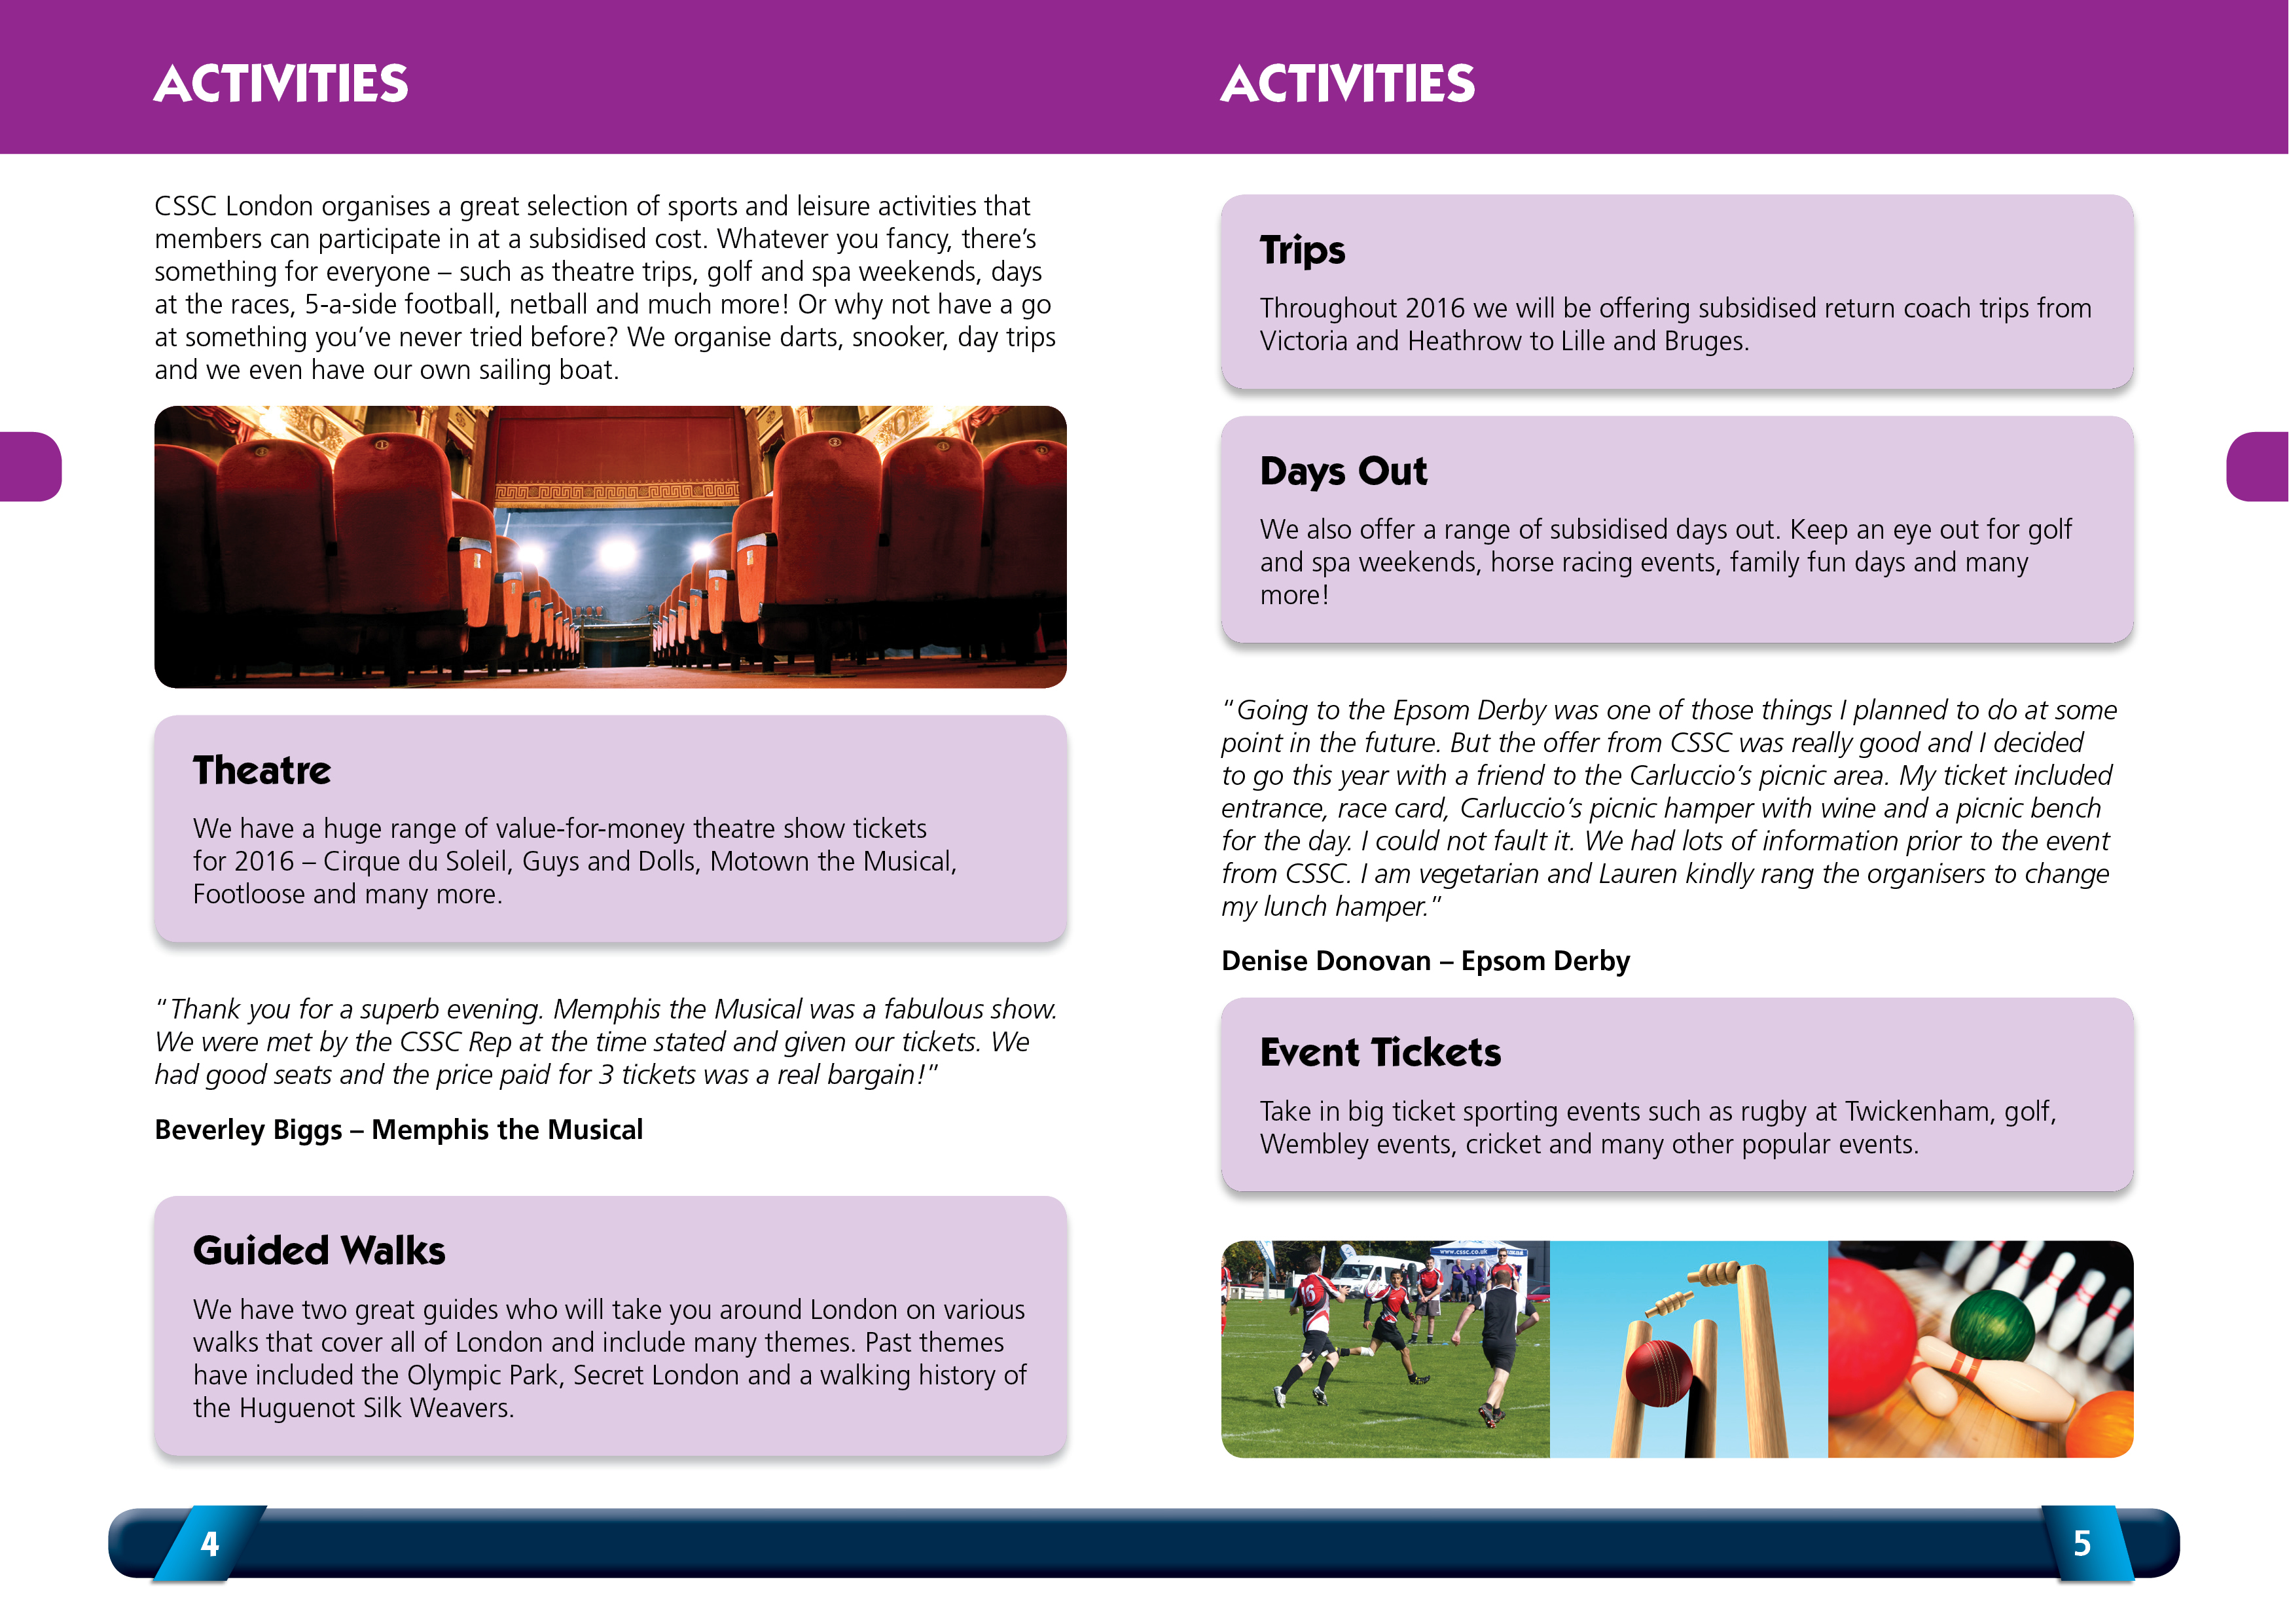 ACTIVITIES
CSSC London organises a great selection of sports and leisure activities that
members can participate in at a subsidised cost. Whatever you fancy, there’s
something for everyone – such as theatre trips, golf and spa weekends, days
at the races, 5-a-side football, netball and much more! Or why not have a go
at something you’ve never tried before? We organise darts, snooker, day trips
and we even have our own sailing boat.
Theatre
We have a huge range of value-for-money theatre show tickets
for 2016 – Cirque du Soleil, Guys and Dolls, Motown the Musical,
Footloose and many more.
“Thank you for a superb evening. Memphis the Musical was a fabulous show.
We were met by the CSSC Rep at the time stated and given our tickets. We
had good seats and the price paid for 3 tickets was a real bargain!”
Beverley Biggs – Memphis the Musical
Guided Walks
We have two great guides who will take you around London on various
walks that cover all of London and include many themes. Past themes
have included the Olympic Park, Secret London and a walking history of
the Huguenot Silk Weavers.
4
ACTIVITIES
Trips
Throughout 2016 we will be offering subsidised return coach trips from
Victoria and Heathrow to Lille and Bruges.
Days Out
We also offer a range of subsidised days out. Keep an eye out for golf
and spa weekends, horse racing events, family fun days and many
more!
“Going to the Epsom Derby was one of those things I planned to do at some
point in the future. But the offer from CSSC was really good and I decided
to go this year with a friend to the Carluccio’s picnic area. My ticket included
entrance, race card, Carluccio’s picnic hamper with wine and a picnic bench
for the day. I could not fault it. We had lots of information prior to the event
from CSSC. I am vegetarian and Lauren kindly rang the organisers to change
my lunch hamper.”
Denise Donovan – Epsom Derby
Event Tickets
Take in big ticket sporting events such as rugby at Twickenham, golf,
Wembley events, cricket and many other popular events.
www.cssc.co.uk
16
5